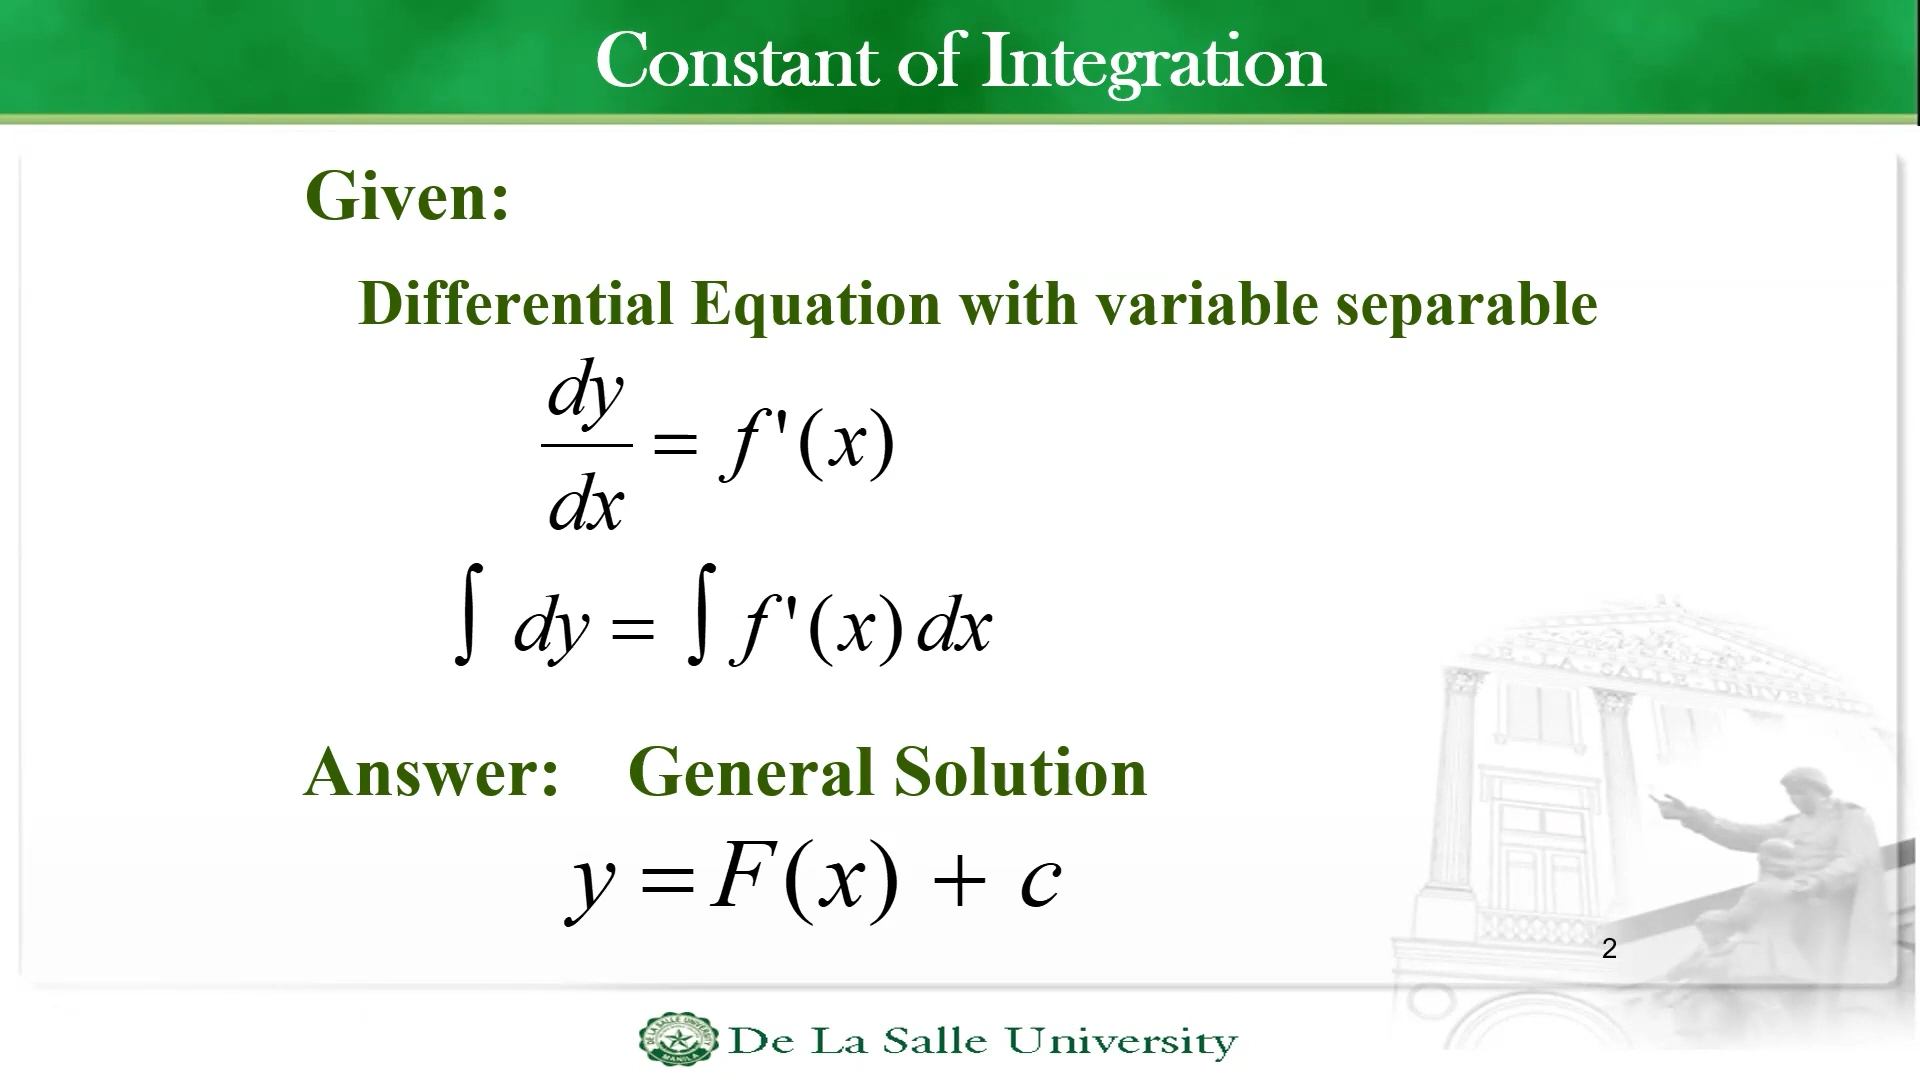 Constant of Integration
Given:
Differential Equation with variable separable
dy/dx = f'(x)
∫ dy = ∫ f'(x) dx
Answer: General Solution
y = F(x) + c
2
De La Salle University